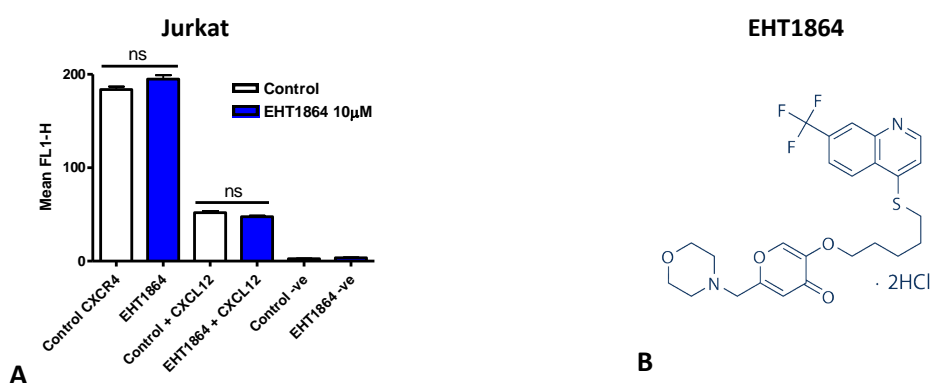 Jurkat
EHT1864
ns
200
Control
EHT1864 10µM
Mean FL1-H
100
ns
0
Control CXCR4
EHT1864
Control + CXCL12
EHT1864 + CXCL12
Control -ve
EHT1864 -ve
A
F
F
F
N
S
O
O
O
N
O
· 2HCl
B